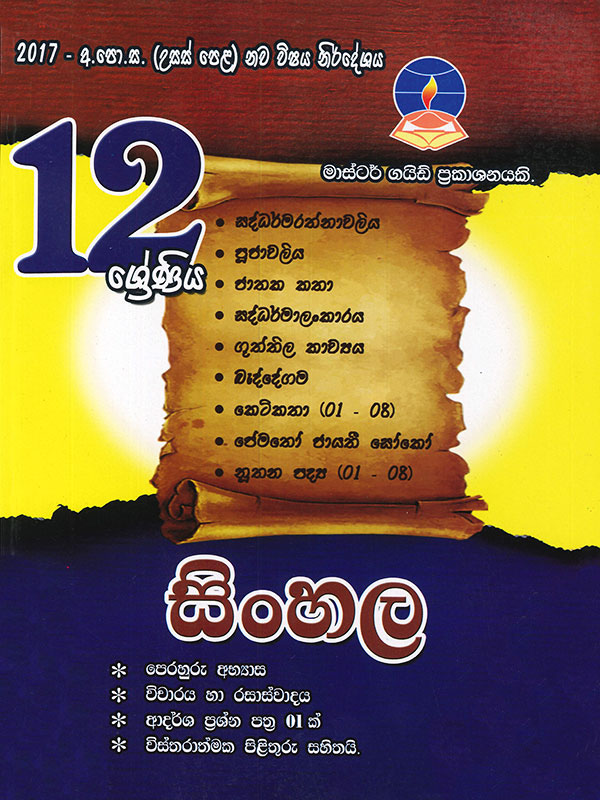 2017 - අ.පො.ස. (උසස් පෙළ) නව විෂය නිර්දේශය
මාස්ටර් ගයිඩ් ප්‍රකාශනයකි.
12
ශ්‍රේණිය
• සද්ධර්මරත්නාවලිය
• පූජාවලිය
• ජාතක කතා
• සද්ධර්මාලංකාරය
• ගුත්තිල කාව්‍යය
• බැද්දේගම
• කෙටිකතා (01 - 08)
• පේමතෝ ජායතී සෝකෝ
• නූතන පද්‍ය (01 - 08)
සිංහල
* පෙරහුරු අභ්‍යාස
* විචාරය හා රසාස්වාදය
* ආදර්ශ ප්‍රශ්න පත්‍ර 01 ක්
* විස්තරාත්මක පිළිතුරු සහිතයි.